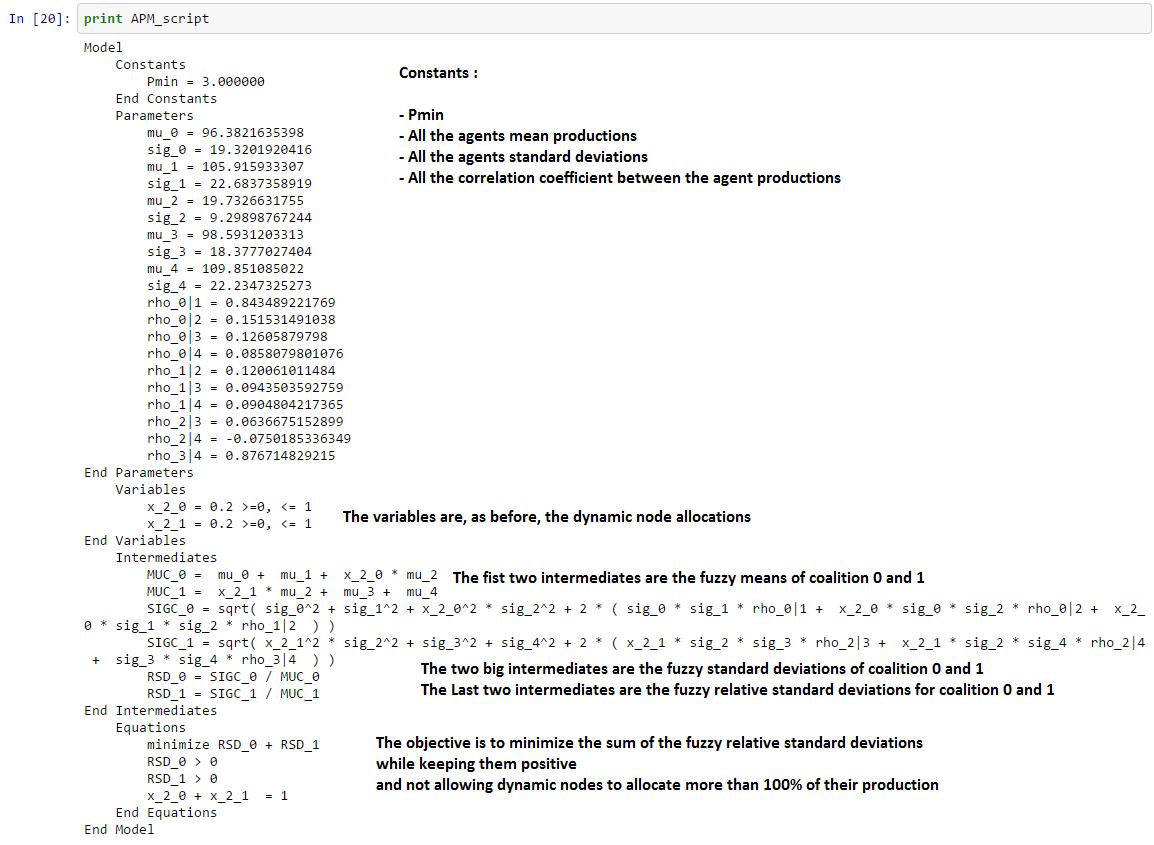 In [20]: print APM_script
Model
Constants
Pmin = 3.000000
Constants :
End Constants
Parameters
- Pmin
mu_0 = 96.3821635398
- All the agents mean productions
sig_0 = 19.3201920416
- All the agents standard deviations
mu_1 = 105.915933307
- All the correlation coefficient between the agent productions
sig_1 = 22.6837358919
mu_2 = 19.7326631755
sig_2 = 9.29898767244
mu_3 = 98.5931203313
sig_3 = 18.3777027404
mu_4 = 109.851085022
sig_4 = 22.2347325273
rho_0|1 = 0.843489221769
rho_0|2 = 0.151531491038
rho_0|3 = 0.12605879798
rho_0|4 = 0.0858079801076
rho_1|2 = 0.120061011484
rho_1|3 = 0.0943503592759
rho_1|4 = 0.0904804217365
rho_2|3 = 0.0636675152899
rho_2|4 = -0.0750185336349
rho_3|4 = 0.876714829215
End Parameters
Variables
x_2_0 = 0.2 >=0, <= 1
x_2_1 = 0.2 >=0, <= 1
The variables are, as before, the dynamic node allocations
End Variables
Intermediates
MUC_0 =  mu_0 +  mu_1 +  x_2_0 * mu_2
The fist two intermediates are the fuzzy means of coalition 0 and 1
MUC_1 =  x_2_1 * mu_2 +  mu_3 +  mu_4
SIGC_0 = sqrt( sig_0^2 + sig_1^2 + x_2_0^2 * sig_2^2 + 2 * ( sig_0 * sig_1 * rho_0|1 +  x_2_0 * sig_0 * sig_2 * rho_0|2 +  x_2_
0 * sig_1 * sig_2 * rho_1|2  ) )
SIGC_1 = sqrt( x_2_1^2 * sig_2^2 + sig_3^2 + sig_4^2 + 2 * ( x_2_1 * sig_2 * sig_3 * rho_2|3 +  x_2_1 * sig_2 * sig_4 * rho_2|4
+  sig_3 * sig_4 * rho_3|4  ) )
The two big intermediates are the fuzzy standard deviations of coalition 0 and 1
RSD_0 = SIGC_0 / MUC_0
The Last two intermediates are the fuzzy relative standard deviations for coalition 0 and 1
RSD_1 = SIGC_1 / MUC_1
End Intermediates
Equations
minimize RSD_0 + RSD_1
The objective is to minimize the sum of the fuzzy relative standard deviations
RSD_0 > 0
while keeping them positive
RSD_1 > 0
and not allowing dynamic nodes to allocate more than 100% of their production
x_2_0 + x_2_1  = 1
End Equations
End Model